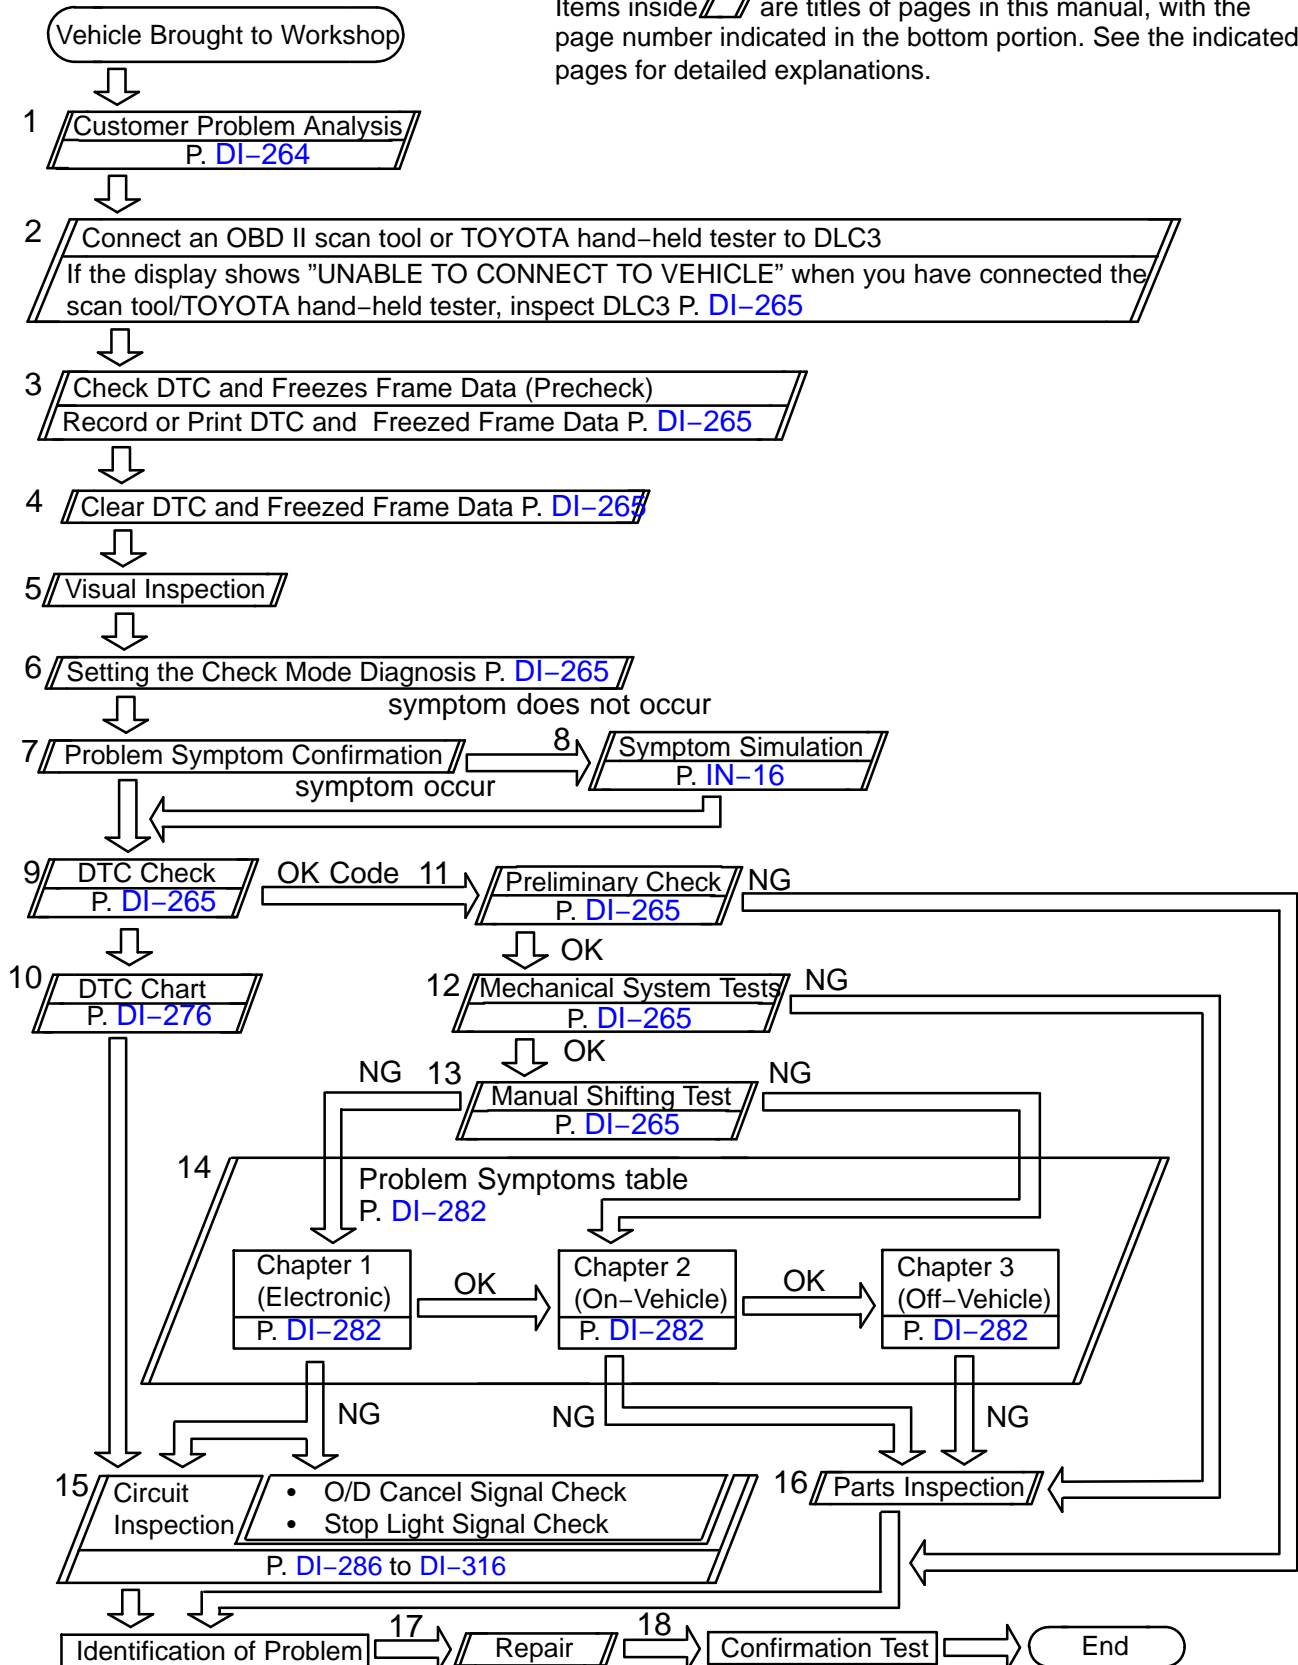 Items inside are titles of pages in this manual, with the
page number indicated in the bottom portion. See the indicated
pages for detailed explanations.
Vehicle Brought to Workshop
1
Customer Problem Analysis
P. DI–264
2
Connect an OBD II scan tool or TOYOTA hand–held tester to DLC3
If the display shows ”UNABLE TO CONNECT TO VEHICLE” when you have connected the
scan tool/TOYOTA hand–held tester, inspect DLC3 P. DI–265
3
Check DTC and Freezes Frame Data (Precheck)
Record or Print DTC and Freezed Frame Data P. DI–265
4
Clear DTC and Freezed Frame Data P. DI–265
5
Visual Inspection
6
Setting the Check Mode Diagnosis P. DI–265
symptom does not occur
7
Problem Symptom Confirmation
8
Symptom Simulation
P. IN–16
symptom occur
9
DTC Check
P. DI–265
OK Code
11
Preliminary Check
P. DI–265
NG
OK
10
DTC Chart
P. DI–276
12
Mechanical System Tests
P. DI–265
NG
OK
NG
13
Manual Shifting Test
P. DI–265
NG
14
Problem Symptoms table
P. DI–282
Chapter 1
(Electronic)
P. DI–282
OK
Chapter 2
(On–Vehicle)
P. DI–282
OK
Chapter 3
(Off–Vehicle)
P. DI–282
NG
NG
NG
15
Circuit
Inspection
• O/D Cancel Signal Check
• Stop Light Signal Check
P. DI–286 to DI–316
16
Parts Inspection
Identification of Problem
17
Repair
18
Confirmation Test
End